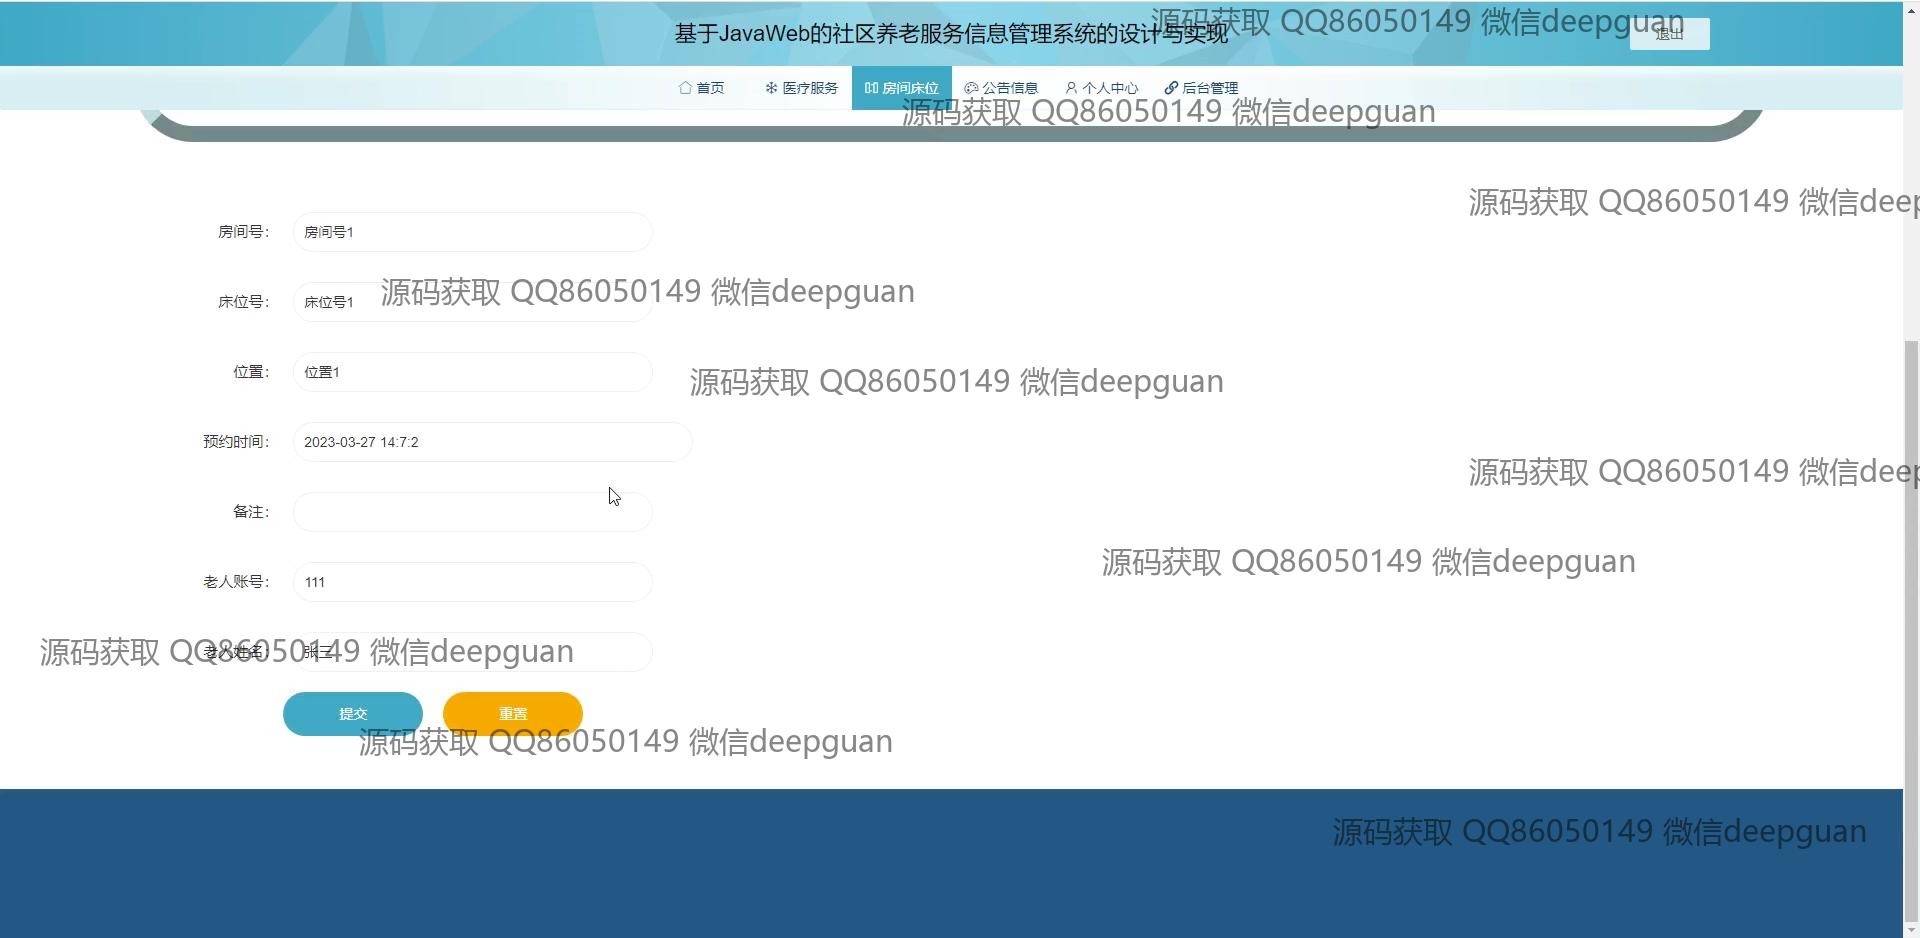 基于JavaWeb的社区养老服务信息管理系统的设计与实现
源码获取 QQ86050149 微信deepguan
退出
首页 医疗服务 房间床位 公告信息 个人中心 后台管理
源码获取 QQ86050149 微信deepguan
源码获取 QQ86050149 微信deep
房间号： 房间号1
床位号： 床位号1
源码获取 QQ86050149 微信deepguan
位置： 位置1
源码获取 QQ86050149 微信deepguan
预约时间： 2023-03-27 14:7:2
源码获取 QQ86050149 微信deep
备注：
源码获取 QQ86050149 微信deepguan
老人账号： 111
老人姓名： 张三
源码获取 QQ86050149 微信deepguan
提交 重置
源码获取 QQ86050149 微信deepguan
源码获取 QQ86050149 微信deepguan